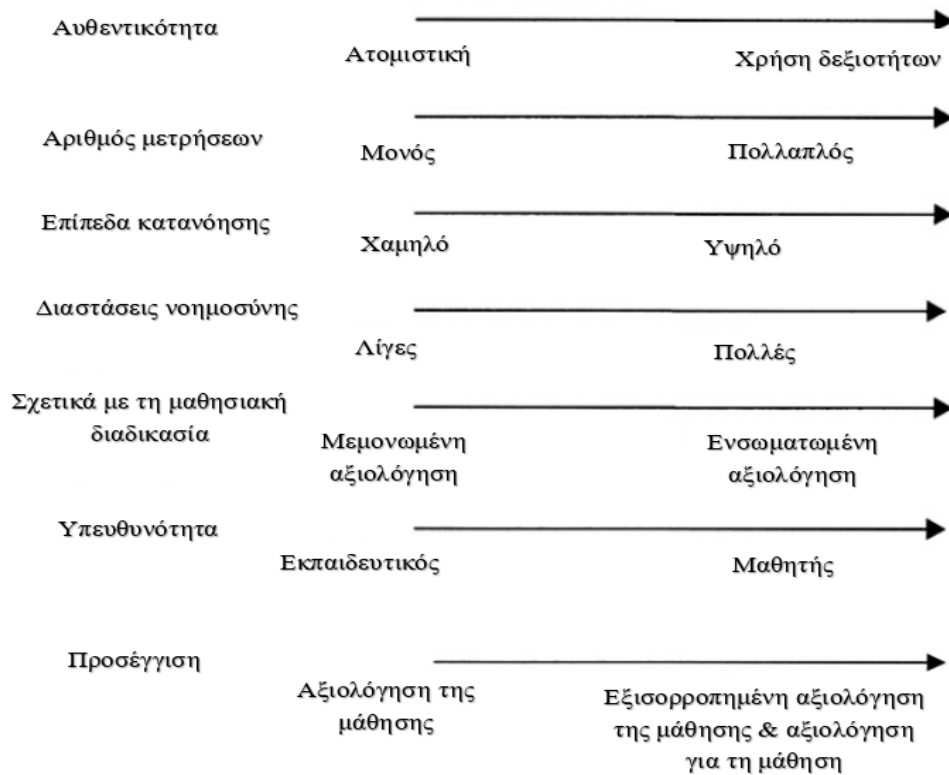 Αυθεντικότητα
Ατομιστική
Χρήση δεξιοτήτων
Αριθμός μετρήσεων
Μονός
Πολλαπλός
Επίπεδα κατανόησης
Χαμηλό
Υψηλό
Διαστάσεις νοημοσύνης
Λίγες
Πολλές
Σχετικά με τη μαθησιακή
διαδικασία
Μεμονωμένη
αξιολόγηση
Ενσωματωμένη
αξιολόγηση
Υπευθυνότητα
Εκπαιδευτικός
Μαθητής
Προσέγγιση
Αξιολόγηση της
μάθησης
Εξισορροπημένη αξιολόγηση
της μάθησης & αξιολόγηση
για τη μάθηση